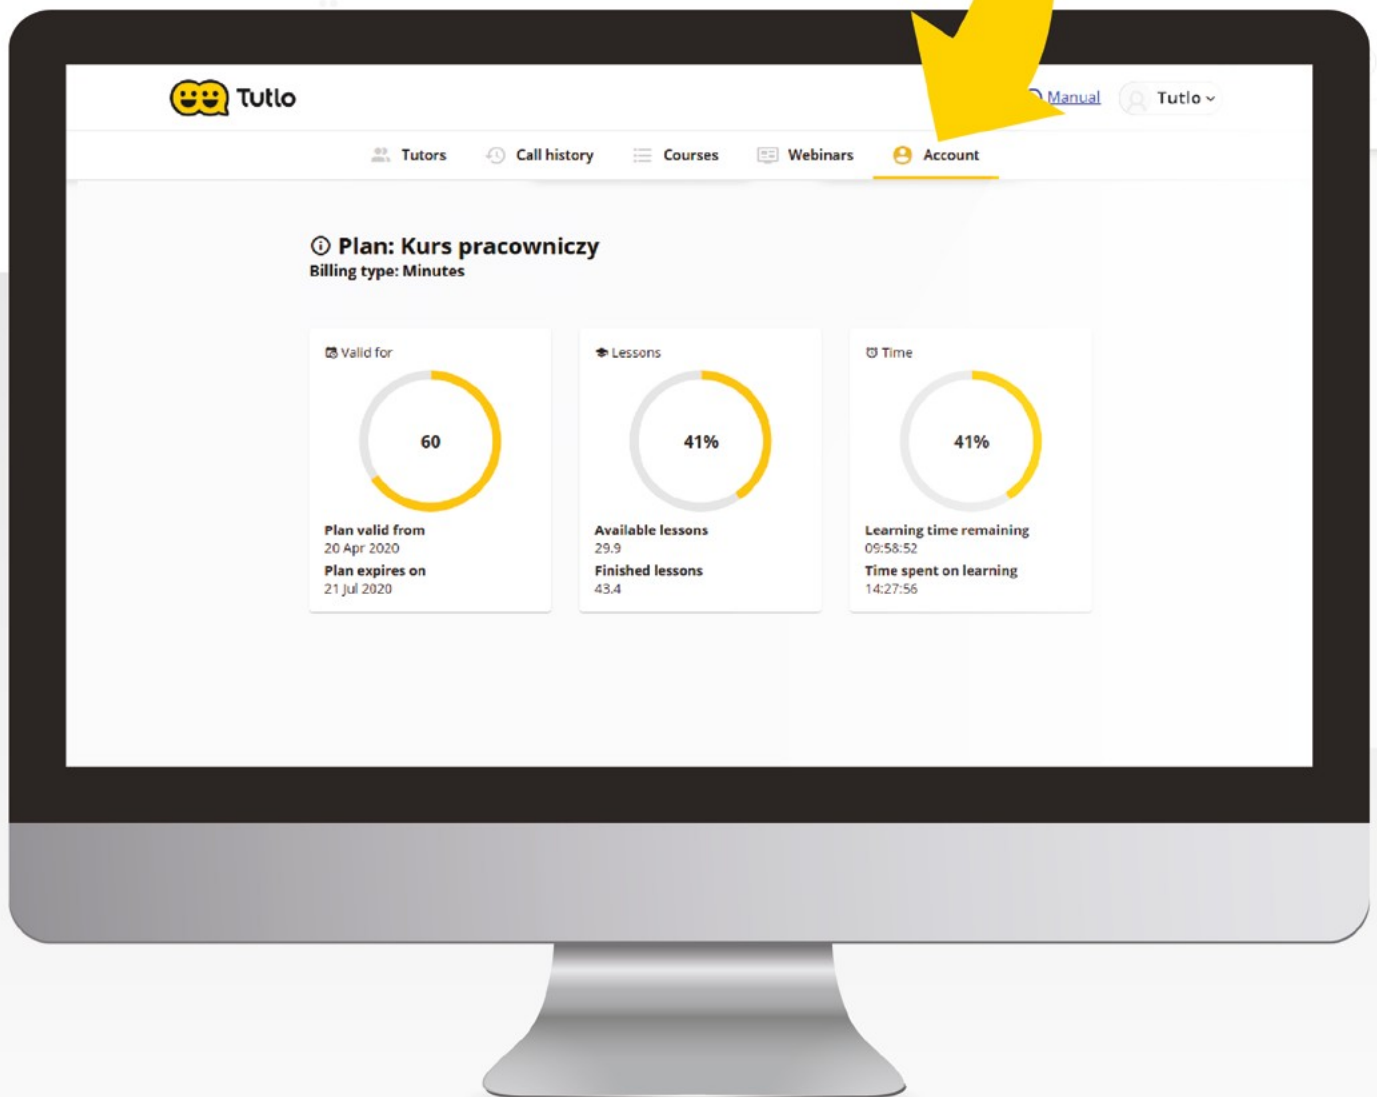 Tutlo
Manual
Tutlo
Tutors
Call history
Courses
Webinars
Account
Plan: Kurs pracowniczy
Billing type: Minutes
Valid for
60
Plan valid from
20 Apr 2020
Plan expires on
21 Jul 2020
Lessons
41%
Available lessons
29.9
Finished lessons
43.4
Time
41%
Learning time remaining
09:58:52
Time spent on learning
14:27:56